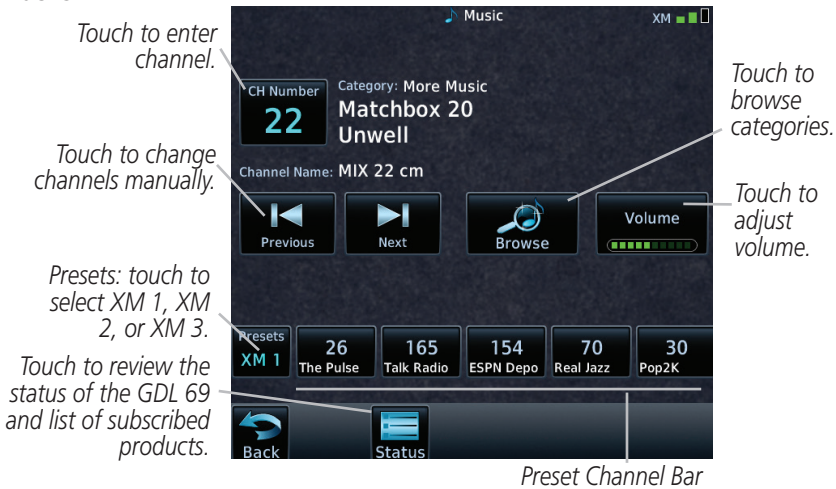 Music
XM
Touch to enter
channel.
CH Number
22
Category: More Music
Matchbox 20
Unwell
Touch to
browse
categories.
Touch to change
channels manually.
Channel Name: MIX 22 cm
Previous
Next
Browse
Volume
Touch to
adjust
volume.
Presets: touch to
select XM 1, XM
2, or XM 3.
Presets
XM 1
26
The Pulse
165
Talk Radio
154
ESPN Depo
70
Real Jazz
30
Pop2K
Touch to review the
status of the GDL 69
and list of subscribed
products.
Back
Status
Preset Channel Bar